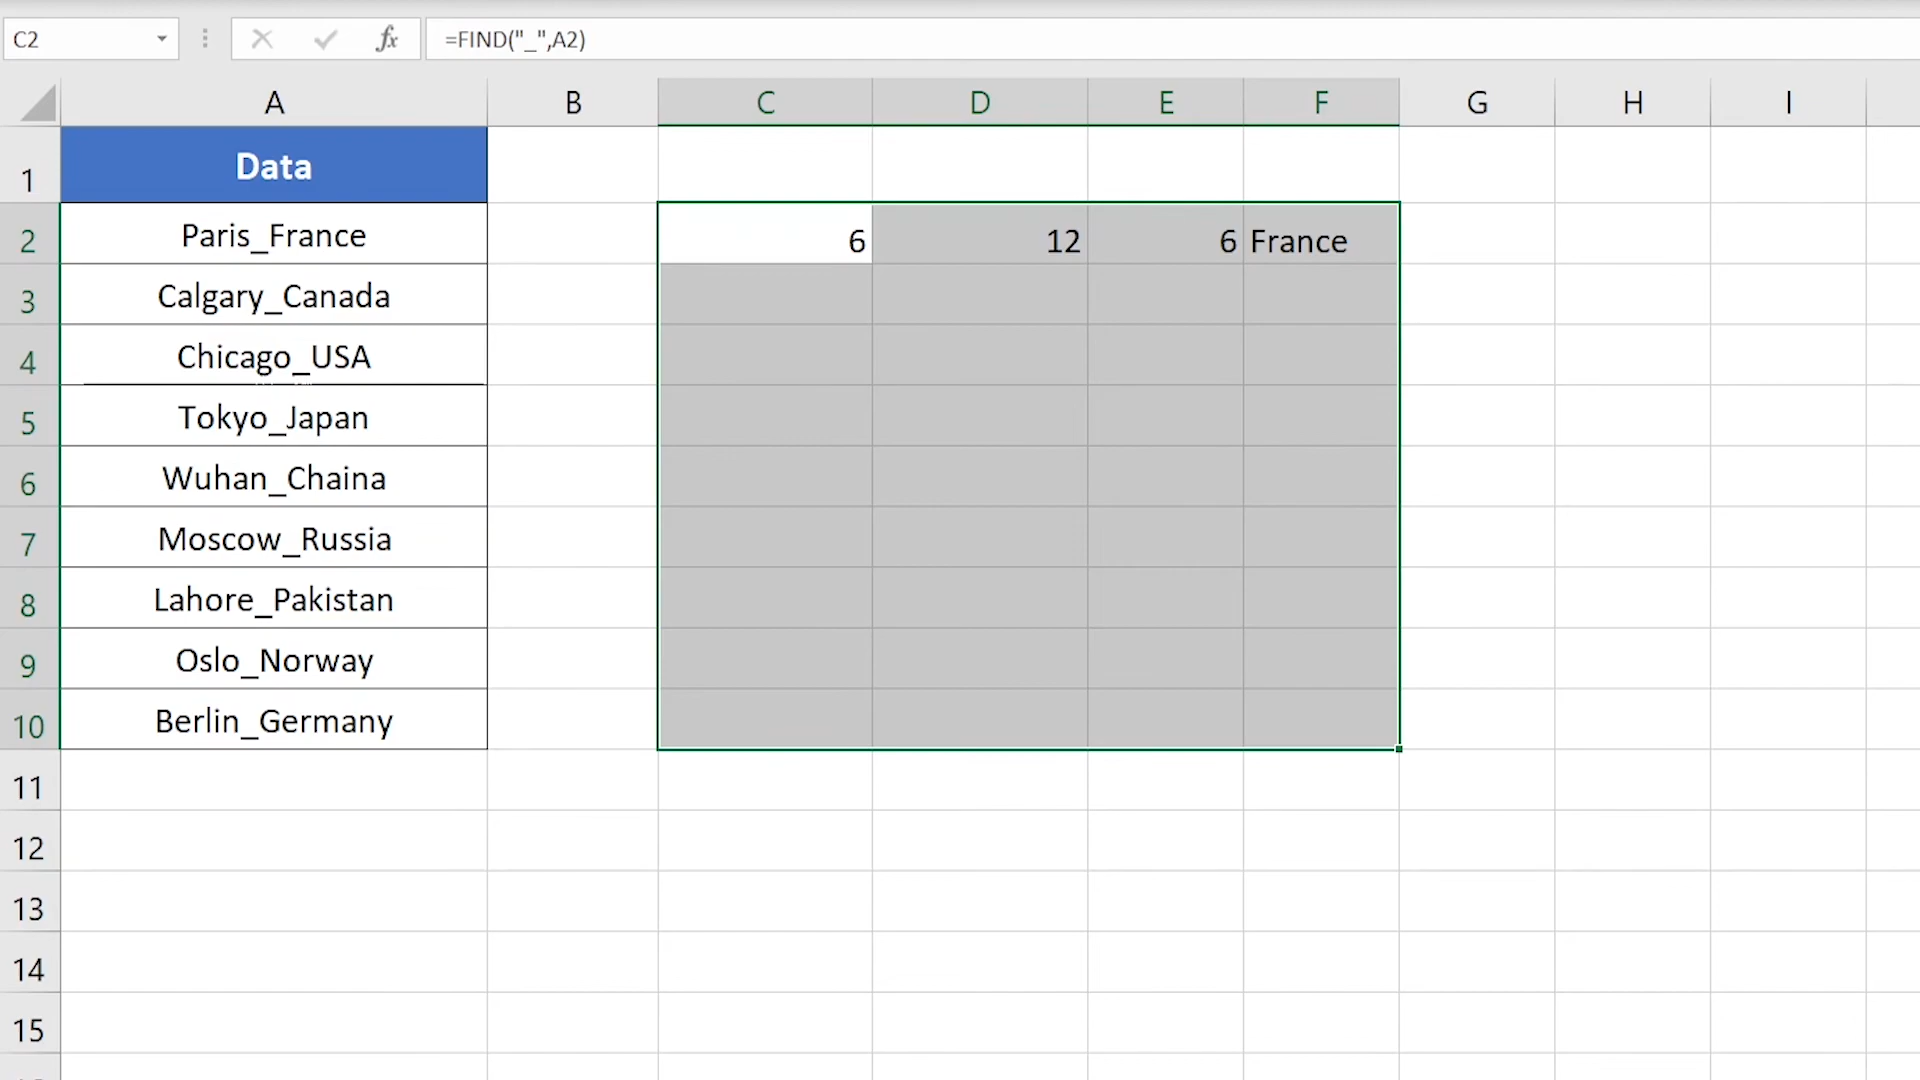 C2 fx =FIND("_",A2)
A B C D E F G H I
1 Data
2 Paris_France 6 12 6 France
3 Calgary_Canada
4 Chicago_USA
5 Tokyo_Japan
6 Wuhan_Chaina
7 Moscow_Russia
8 Lahore_Pakistan
9 Oslo_Norway
10 Berlin_Germany
11
12
13
14
15